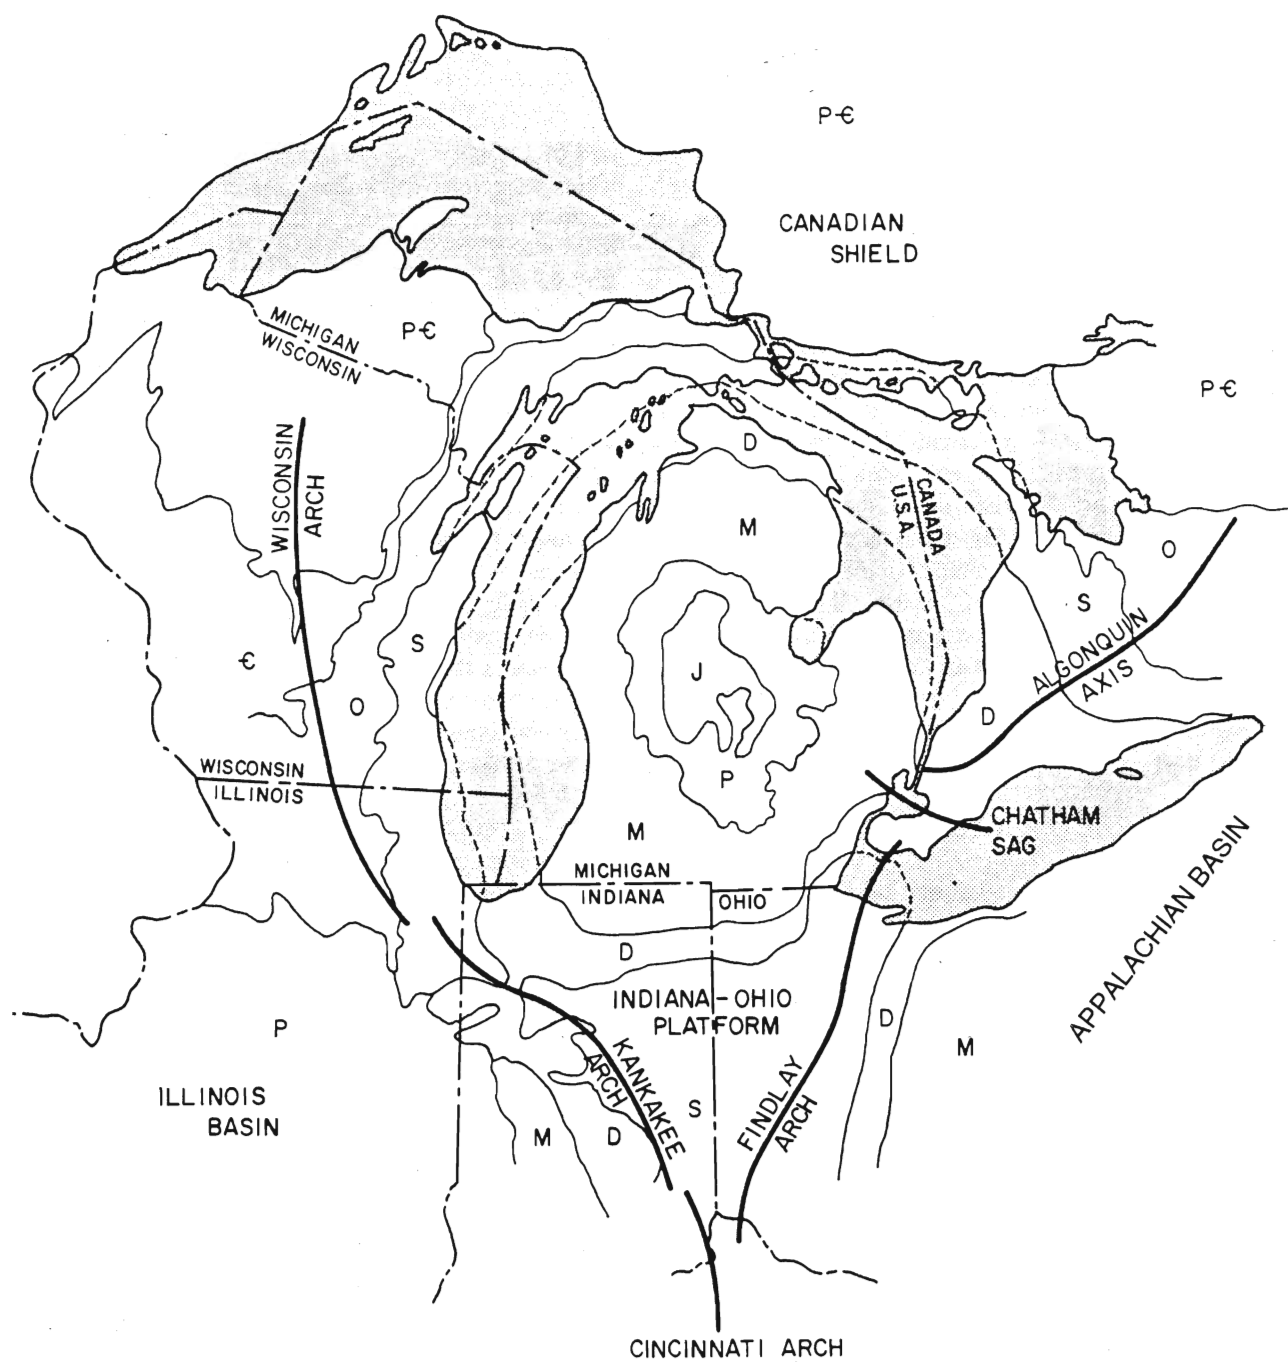 P-Є
CANADIAN
SHIELD
MICHIGAN
WISCONSIN
P-Є
P-Є
WISCONSIN
ARCH
D
M
CANADA
U.S.A.
O
S
S
ALGONQUIN
AXIS
Є
O
J
D
P
WISCONSIN
ILLINOIS
M
CHATHAM
SAG
MICHIGAN
INDIANA
OHIO
APPALACHIAN BASIN
D
INDIANA-OHIO
PLATFORM
P
D
M
KANKAKEE
ARCH
ILLINOIS
BASIN
M
D
S
FINDLAY
ARCH
CINCINNATI ARCH